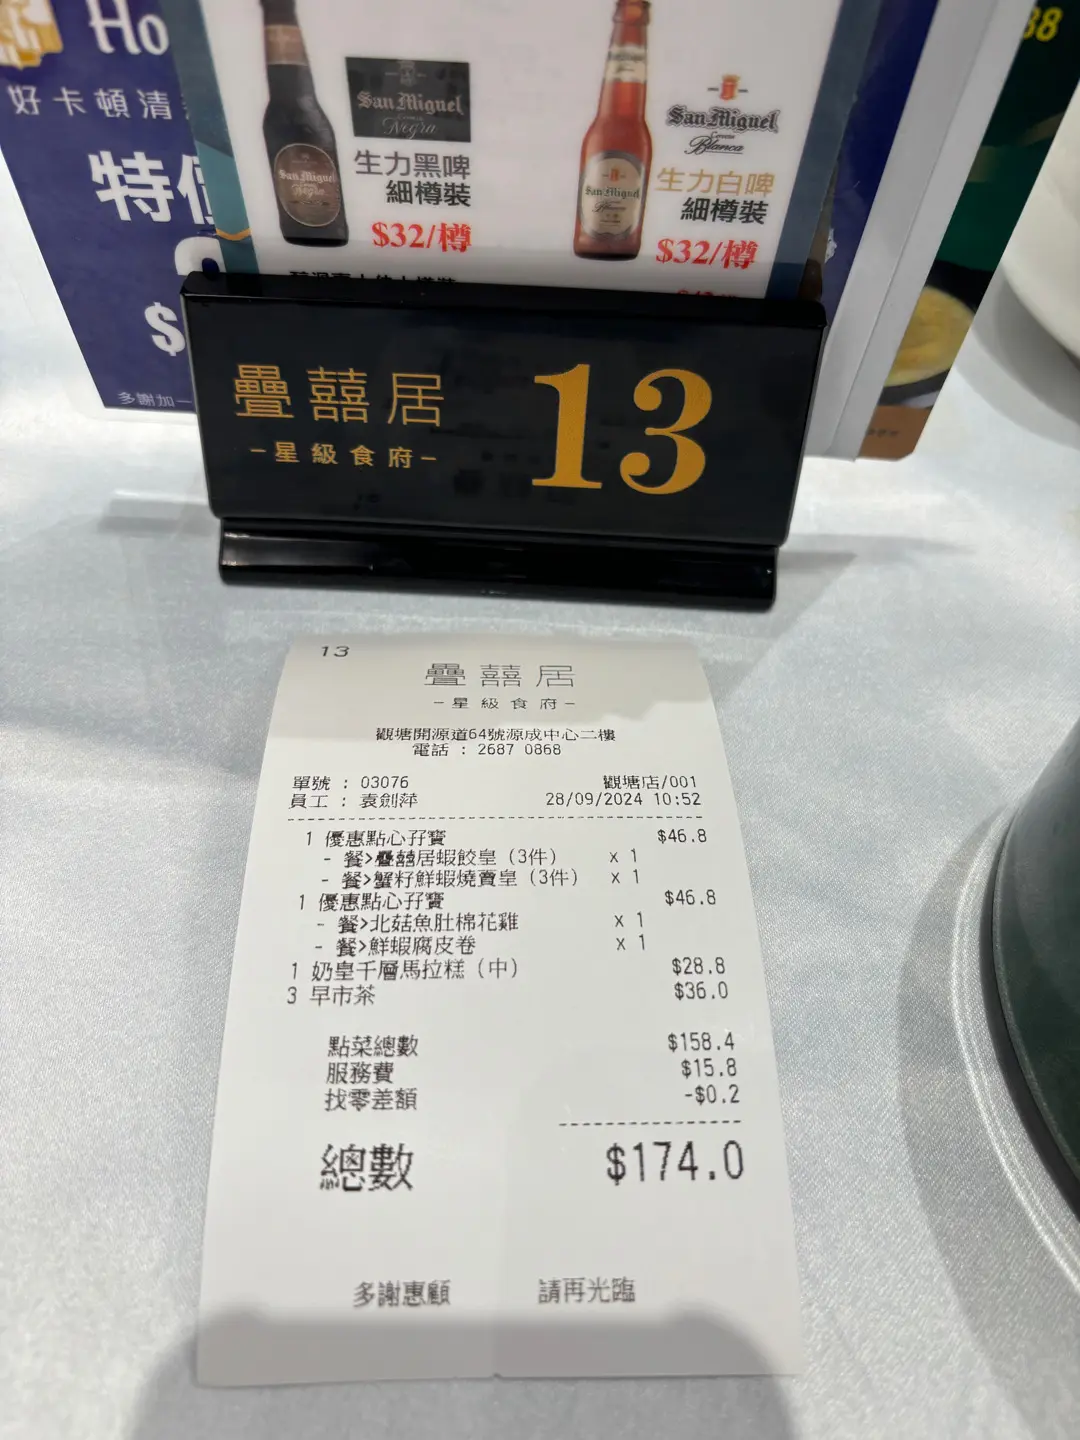 Ho
好卡頓清
特價
$
多謝加一
San Miguel
Negra
生力黑啤
細樽裝
$32/樽
San Miguel
Cerveza
Blanca
生力白啤
細樽裝
$32/樽
San Miguel
San Miguel
38
疊囍居
-星級食府-
13
13
疊囍居
-星級食府-
觀塘開源道64號源成中心二樓
電話 : 2687 0868
單號 : 03076 觀塘店/001
員工 : 袁劍萍 28/09/2024 10:52
1 優惠點心孖寶 $46.8
- 餐>疊囍居蝦餃皇(3件) x 1
- 餐>蟹籽鮮蝦燒賣皇(3件) x 1
1 優惠點心孖寶 $46.8
- 餐>北菇魚肚棉花雞 x 1
- 餐>鮮蝦腐皮卷 x 1
1 奶皇千層馬拉糕(中) $28.8
3 早市茶 $36.0
點菜總數 $158.4
服務費 $15.8
找零差額 -$0.2
總數 $174.0
多謝惠顧 請再光臨